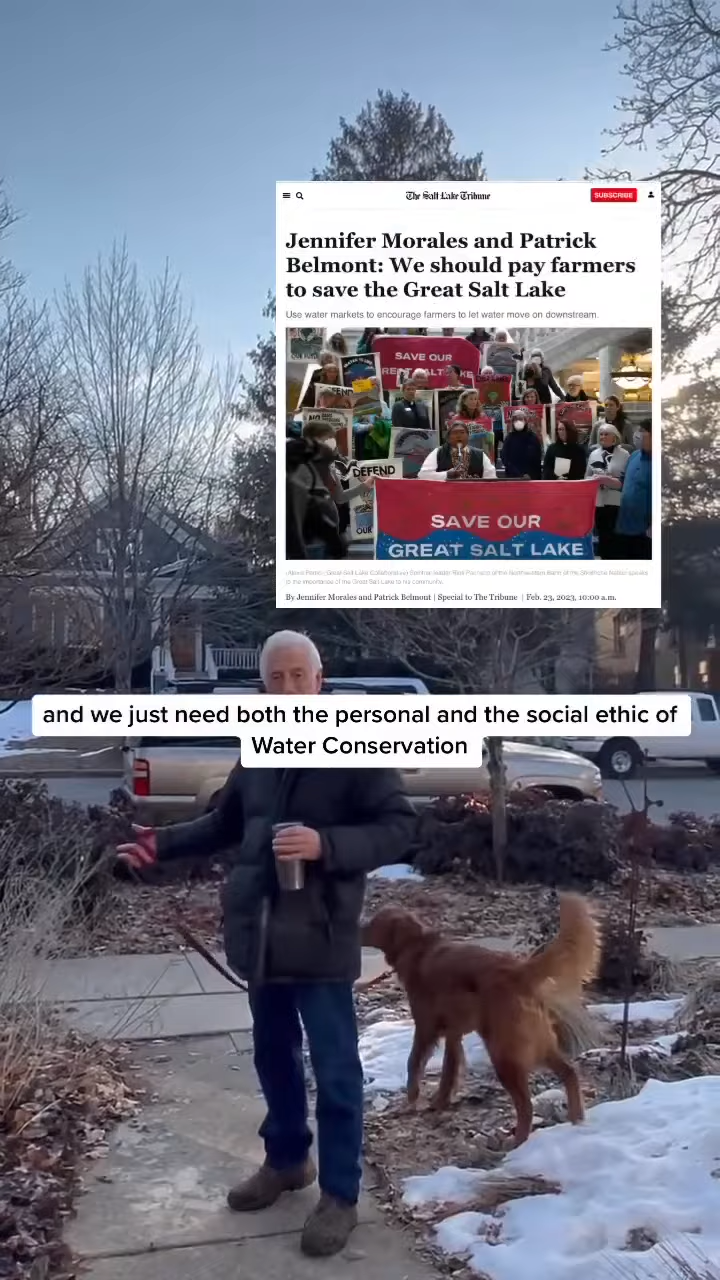 The Salt Lake Tribune
SUBSCRIBE
Jennifer Morales and Patrick
Belmont: We should pay farmers
to save the Great Salt Lake
Use water markets to encourage farmers to let water move on downstream.
SAVE OUR
DEFEND
SAVE OUR
GREAT SALT LAKE
By Jennifer Morales and Patrick Belmont | Special to The Tribune | Feb. 23, 2023, 10:00 a.m.
and we just need both the personal and the social ethic of
Water Conservation